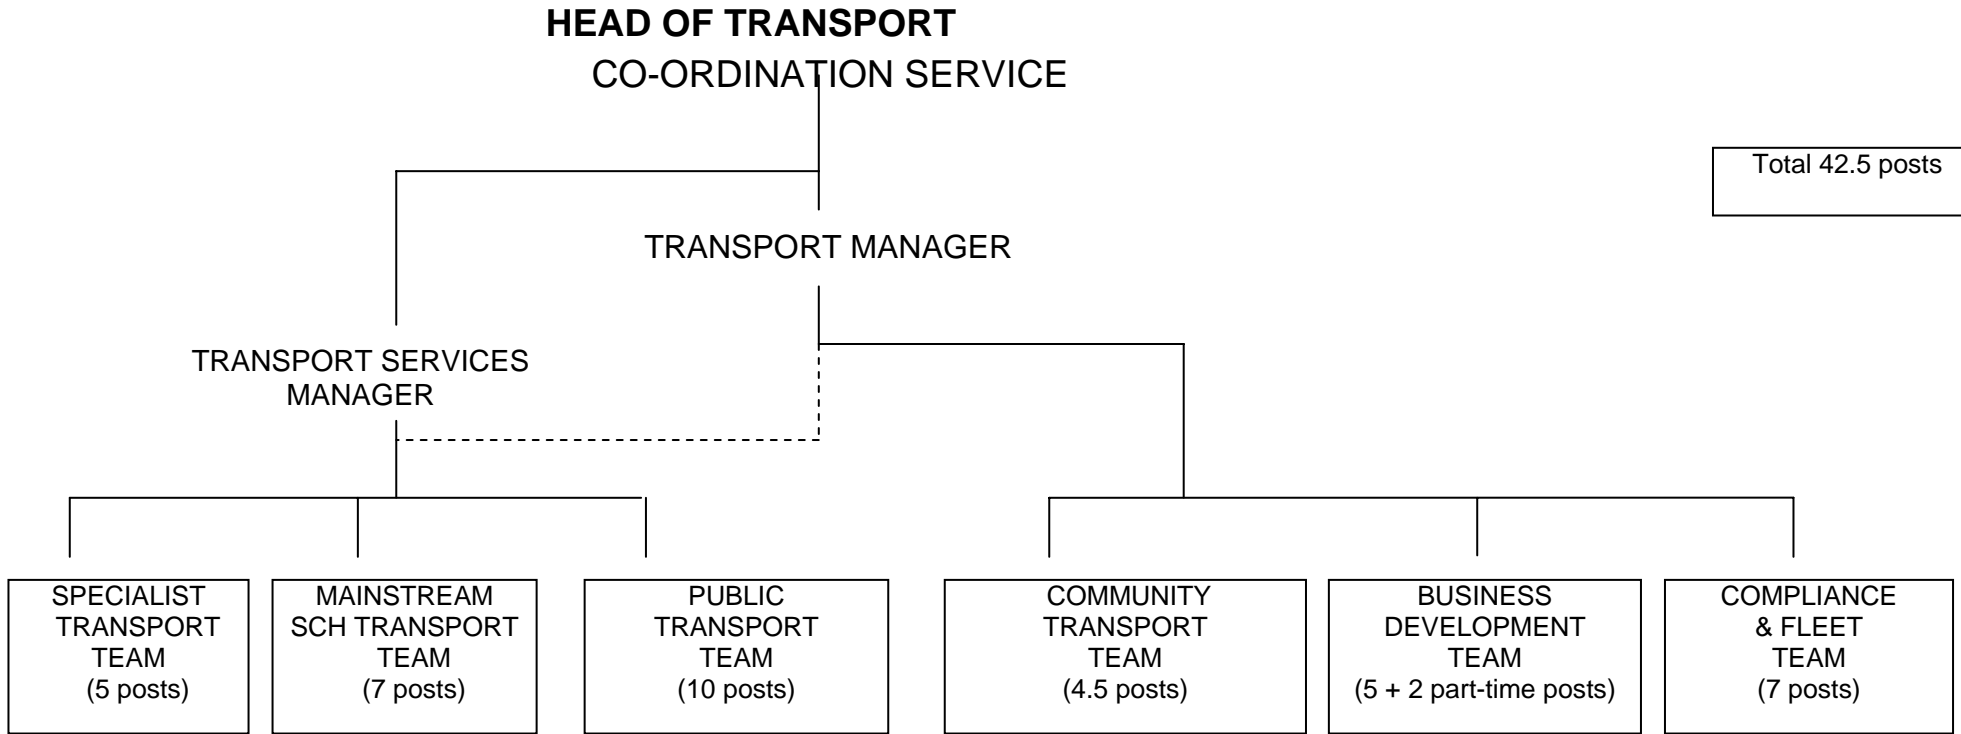 HEAD OF TRANSPORT
CO-ORDINATION SERVICE
Total 42.5 posts
TRANSPORT MANAGER
TRANSPORT SERVICES
MANAGER
SPECIALIST
TRANSPORT
TEAM
(5 posts)
MAINSTREAM
SCH TRANSPORT
TEAM
(7 posts)
PUBLIC
TRANSPORT
TEAM
(10 posts)
COMMUNITY
TRANSPORT
TEAM
(4.5 posts)
BUSINESS
DEVELOPMENT
TEAM
(5 + 2 part-time posts)
COMPLIANCE
& FLEET
TEAM
(7 posts)